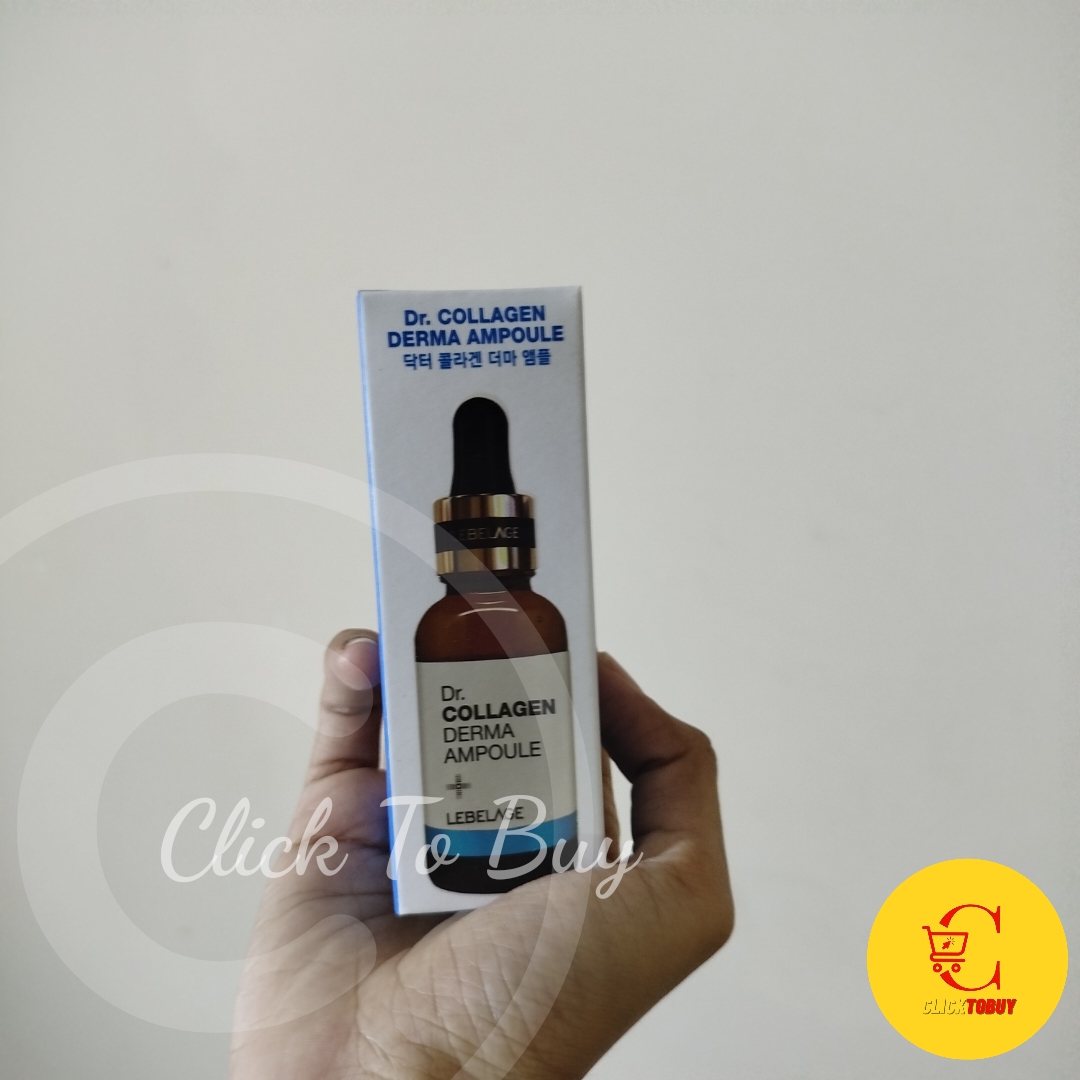 Dr. COLLAGEN
DERMA AMPOULE
닥터 콜라겐 더마 앰플
LEBELAGE
Dr.
COLLAGEN
DERMA
AMPOULE
LEBELAGE
Click To Buy
C
CLICKTOBUY